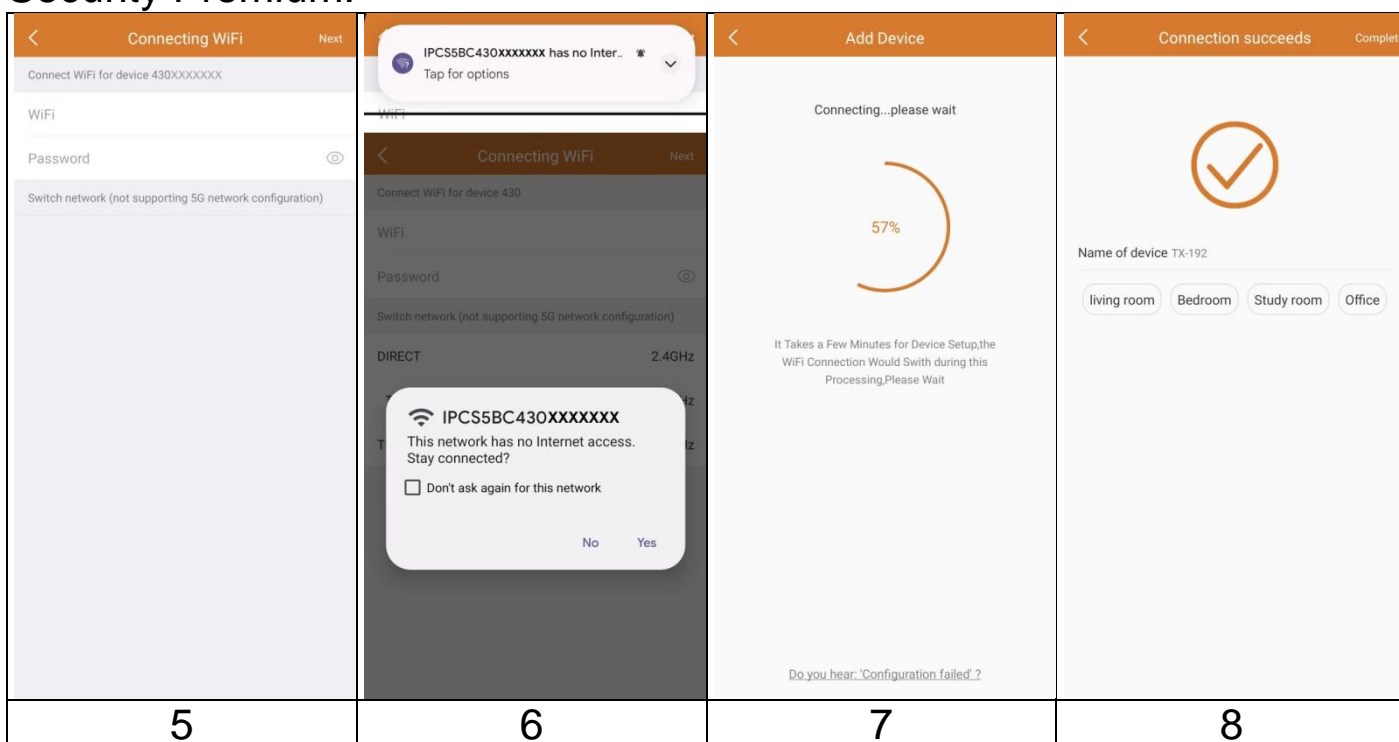 Security Premium.
Connecting WiFi Next
Connect WiFi for device 430XXXXXXX
WiFi
Password
Switch network (not supporting 5G network configuration)
5
IPCS5BC430XXXXXXX has no Inter..
Tap for options
WiFi
Connecting WiFi Next
Connect WiFi for device 430
WiFi
Password
Switch network (not supporting 5G network configuration)
DIRECT 2.4GHz
IPCS5BC430XXXXXXX
This network has no Internet access.
Stay connected?
Don't ask again for this network
No Yes
6
Add Device
Connecting...please wait
57%
It Takes a Few Minutes for Device Setup,the
WiFi Connection Would Swith during this
Processing,Please Wait
Do you hear: 'Configuration failed' ?
7
Connection succeeds Complet
Name of device TX-192
living room Bedroom Study room Office
8